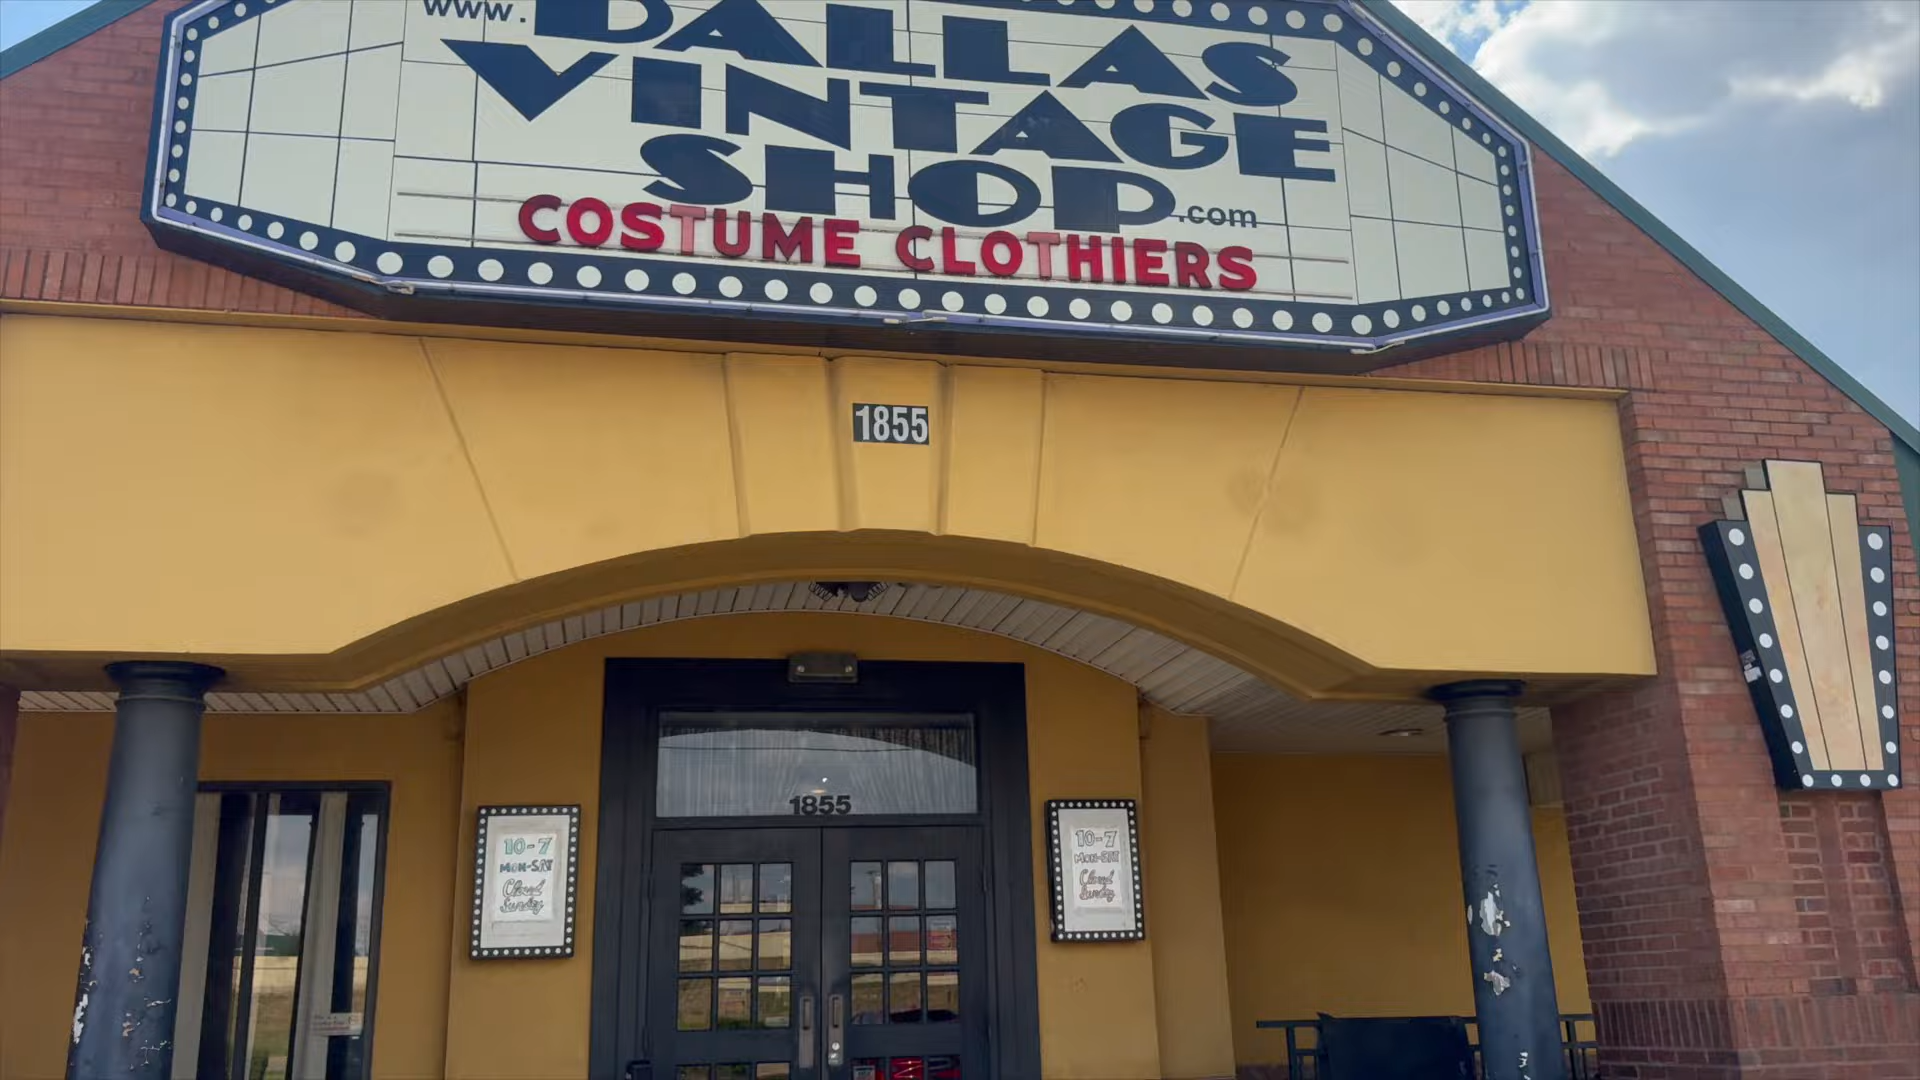 www.DALLAS
VINTAGE
SHOP.com
COSTUME CLOTHIERS
1855
1855
10-7
MON-SAT
Closed
Sunday
10-7
MON-SAT
Closed
Sunday